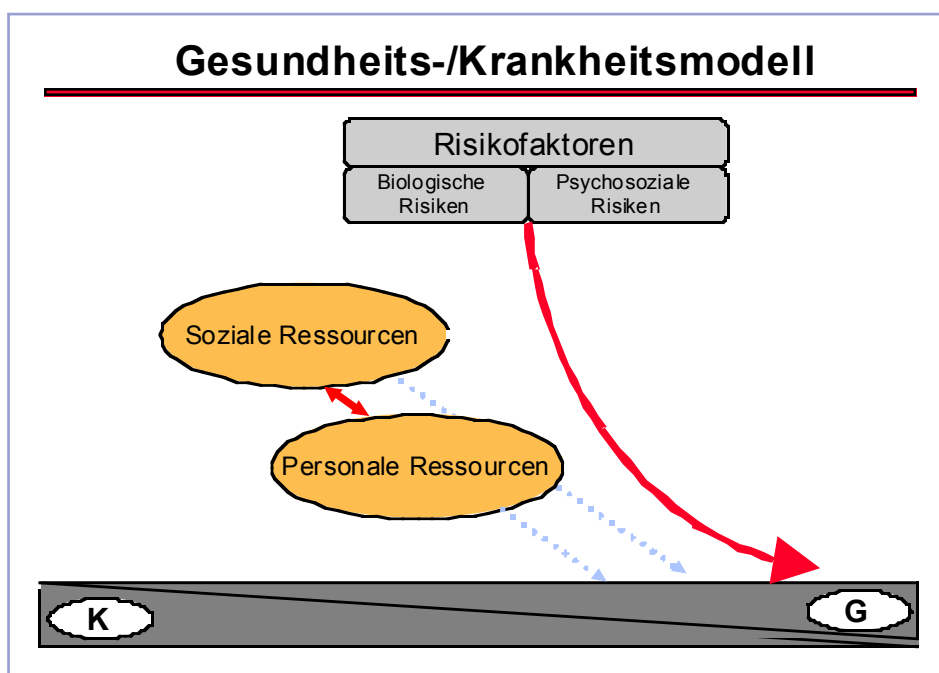 Gesundheits-/Krankheitsmodell
Risikofaktoren
Biologische
Risiken
Psychosoziale
Risiken
Soziale Ressourcen
Personale Ressourcen
K
G